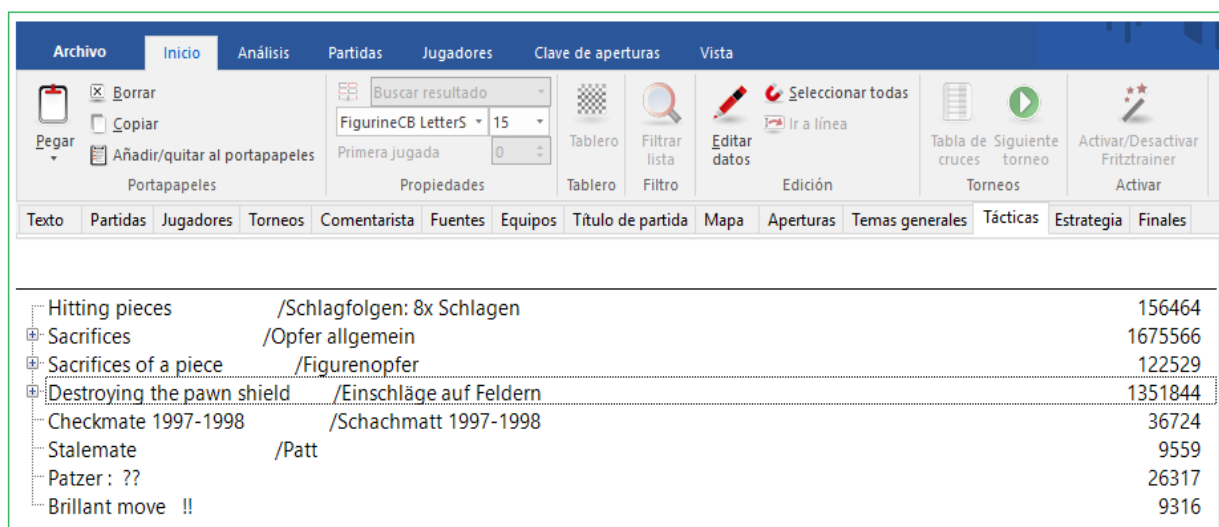 Archivo Inicio Análisis Partidas Jugadores Clave de aperturas Vista
Pegar
Borrar
Copiar
Añadir/quitar al portapapeles
Portapapeles
Buscar resultado
FigurineCB LetterS 15
Primera jugada 0
Propiedades
Tablero
Tablero
Filtrar
lista
Filtro
Editar
datos
Seleccionar todas
Ir a línea
Edición
Tabla de
cruces
Siguiente
torneo
Torneos
Activar/Desactivar
Fritztrainer
Activar
Texto Partidas Jugadores Torneos Comentarista Fuentes Equipos Título de partida Mapa Aperturas Temas generales Tácticas Estrategia Finales
Hitting pieces /Schlagfolgen: 8x Schlagen 156464
Sacrifices /Opfer allgemein 1675566
Sacrifices of a piece /Figurenopfer 122529
Destroying the pawn shield /Einschläge auf Feldern 1351844
Checkmate 1997-1998 /Schachmatt 1997-1998 36724
Stalemate /Patt 9559
Patzer : ?? 26317
Brillant move !! 9316